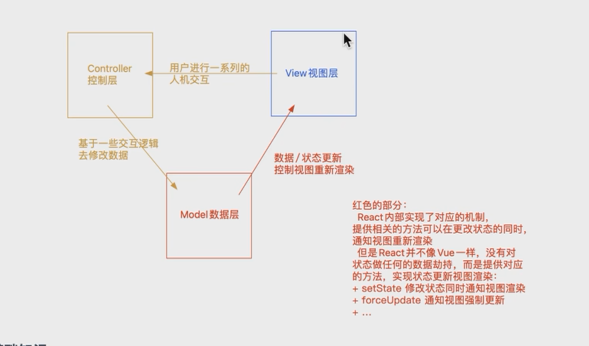 Controller
控制层
用户进行一系列的
人机交互
View视图层
基于一些交互逻辑
去修改数据
数据/状态更新
控制视图重新渲染
Model数据层
红色的部分：
React内部实现了对应的机制，
提供相关的方法可以在更改状态的同时，
通知视图重新渲染
但是React并不像Vue一样，没有对
状态做任何的数据劫持，而是提供对应
的方法，实现状态更新视图渲染：
+ setState 修改状态同时通知视图渲染
+ forceUpdate 通知视图强制更新
+ ...